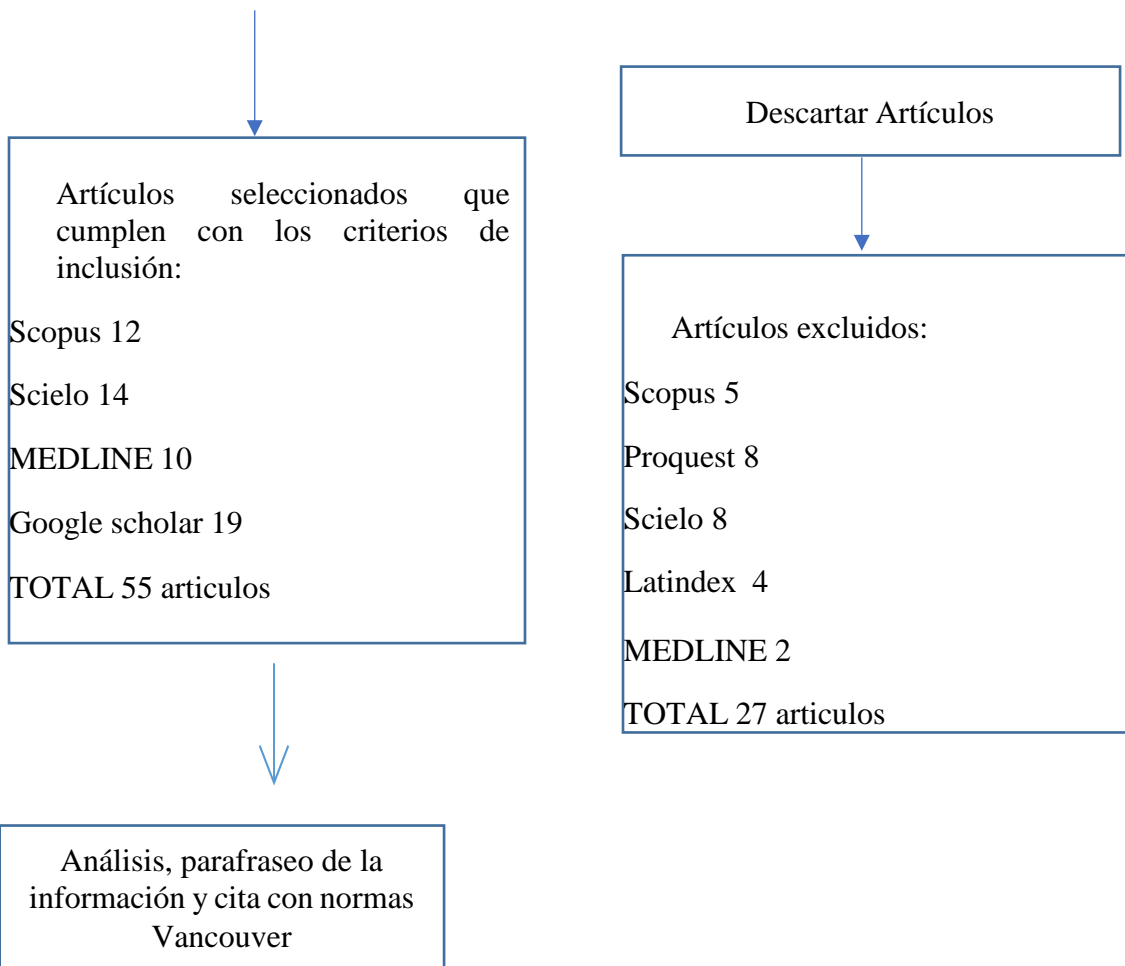 Artículos seleccionados que
cumplen con los criterios de
inclusión:
Scopus 12
Scielo 14
MEDLINE 10
Google scholar 19
TOTAL 55 articulos
Descartar Artículos
Artículos excluidos:
Scopus 5
Proquest 8
Scielo 8
Latindex 4
MEDLINE 2
TOTAL 27 articulos
Análisis, parafraseo de la
información y cita con normas
Vancouver